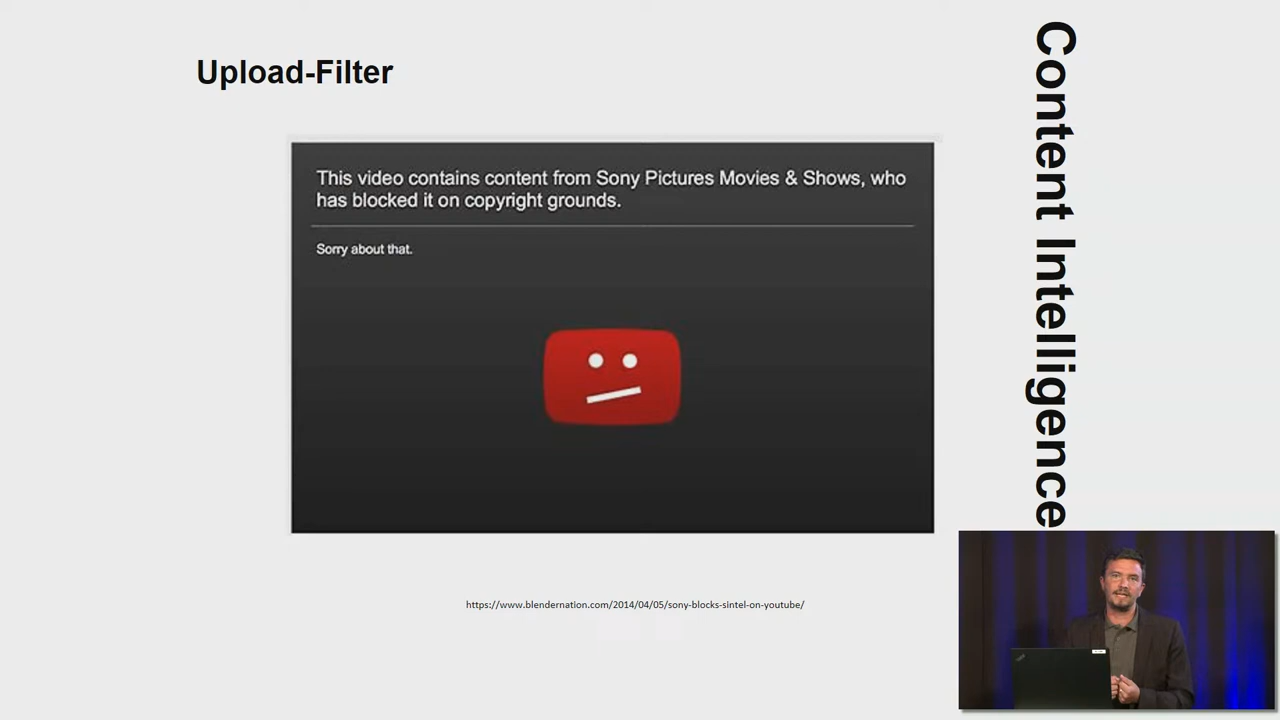 Upload-Filter
This video contains content from Sony Pictures Movies & Shows, who
has blocked it on copyright grounds.
Sorry about that.
https://www.blendernation.com/2014/04/05/sony-blocks-sintel-on-youtube/
Content Intelligence